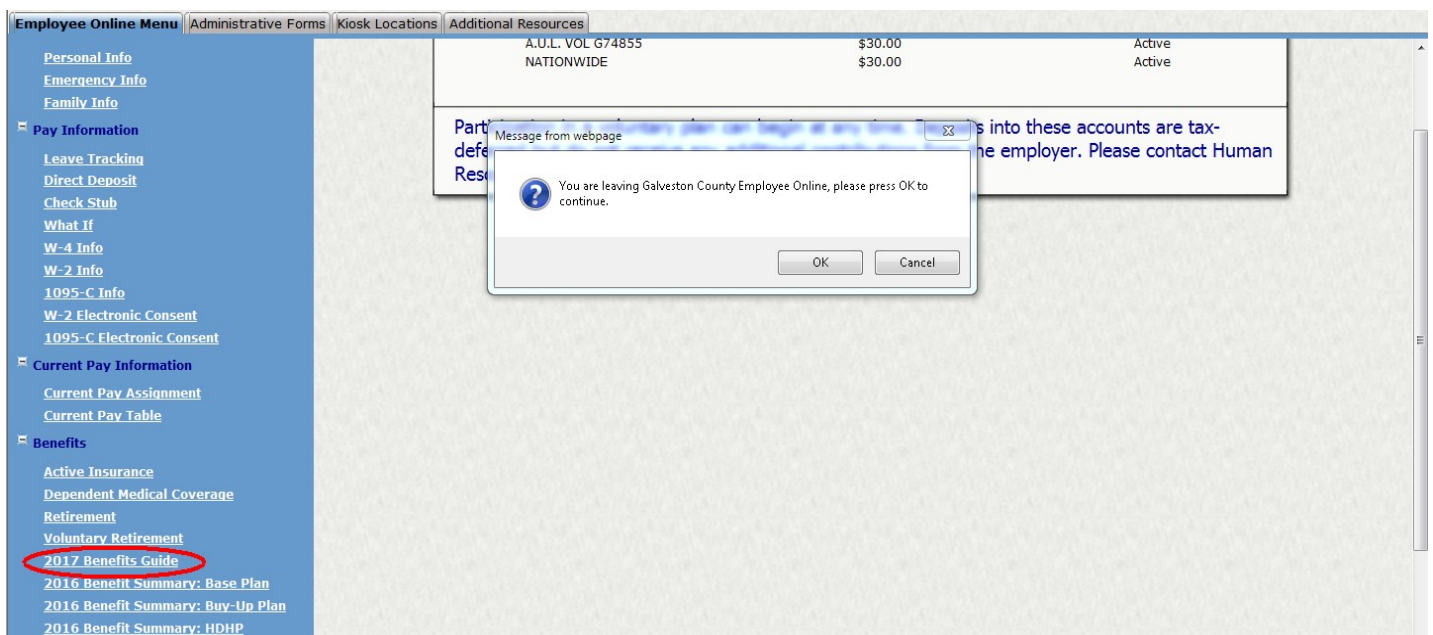 Employee Online Menu Administrative Forms Kiosk Locations Additional Resources
Personal Info
Emergency Info
Family Info
Pay Information
Leave Tracking
Direct Deposit
Check Stub
What If
W-4 Info
W-2 Info
1095-C Info
W-2 Electronic Consent
1095-C Electronic Consent
Current Pay Information
Current Pay Assignment
Current Pay Table
Benefits
Active Insurance
Dependent Medical Coverage
Retirement
Voluntary Retirement
2017 Benefits Guide
2016 Benefit Summary: Base Plan
2016 Benefit Summary: Buy-Up Plan
2016 Benefit Summary: HDHP
A.U.L. VOL G74855 $30.00 Active
NATIONWIDE $30.00 Active
into these accounts are tax-
employer. Please contact Human
Message from webpage
You are leaving Galveston County Employee Online, please press OK to
continue.
OK Cancel